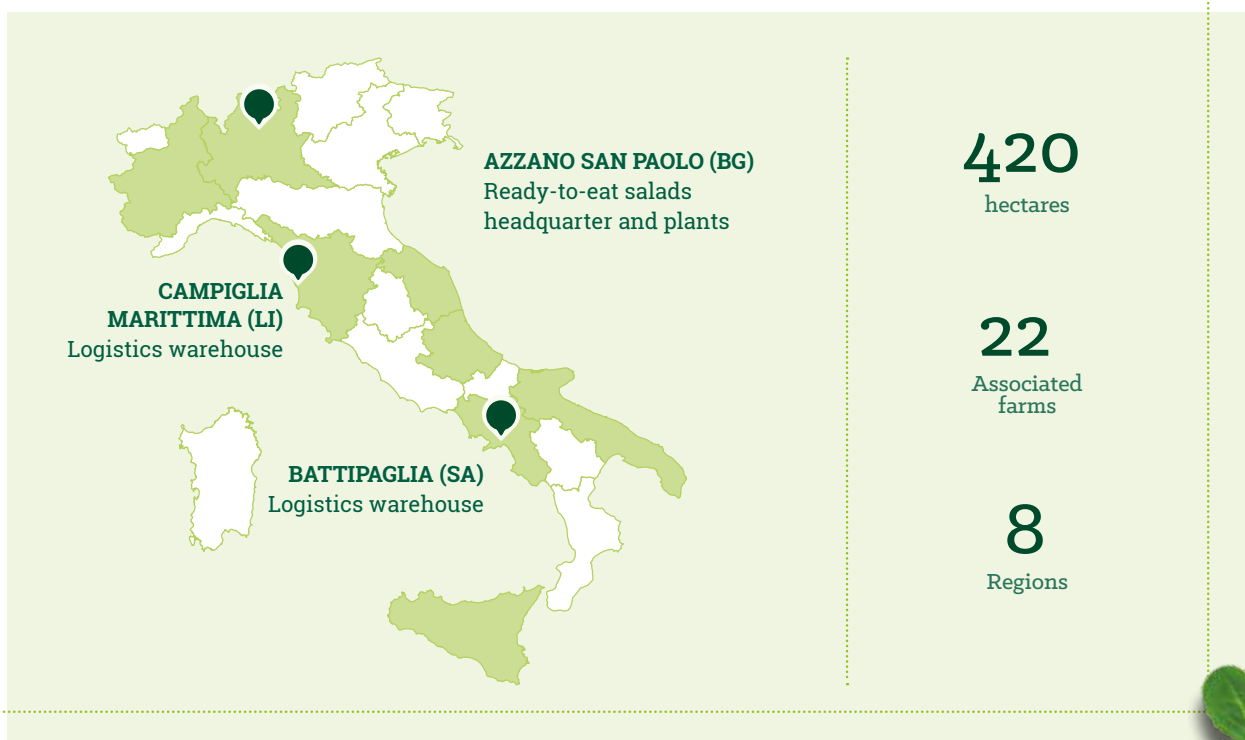 AZZANO SAN PAOLO (BG)
Ready-to-eat salads
headquarter and plants
CAMPIGLIA
MARITTIMA (LI)
Logistics warehouse
BATTIPAGLIA (SA)
Logistics warehouse
420
hectares
22
Associated
farms
8
Regions